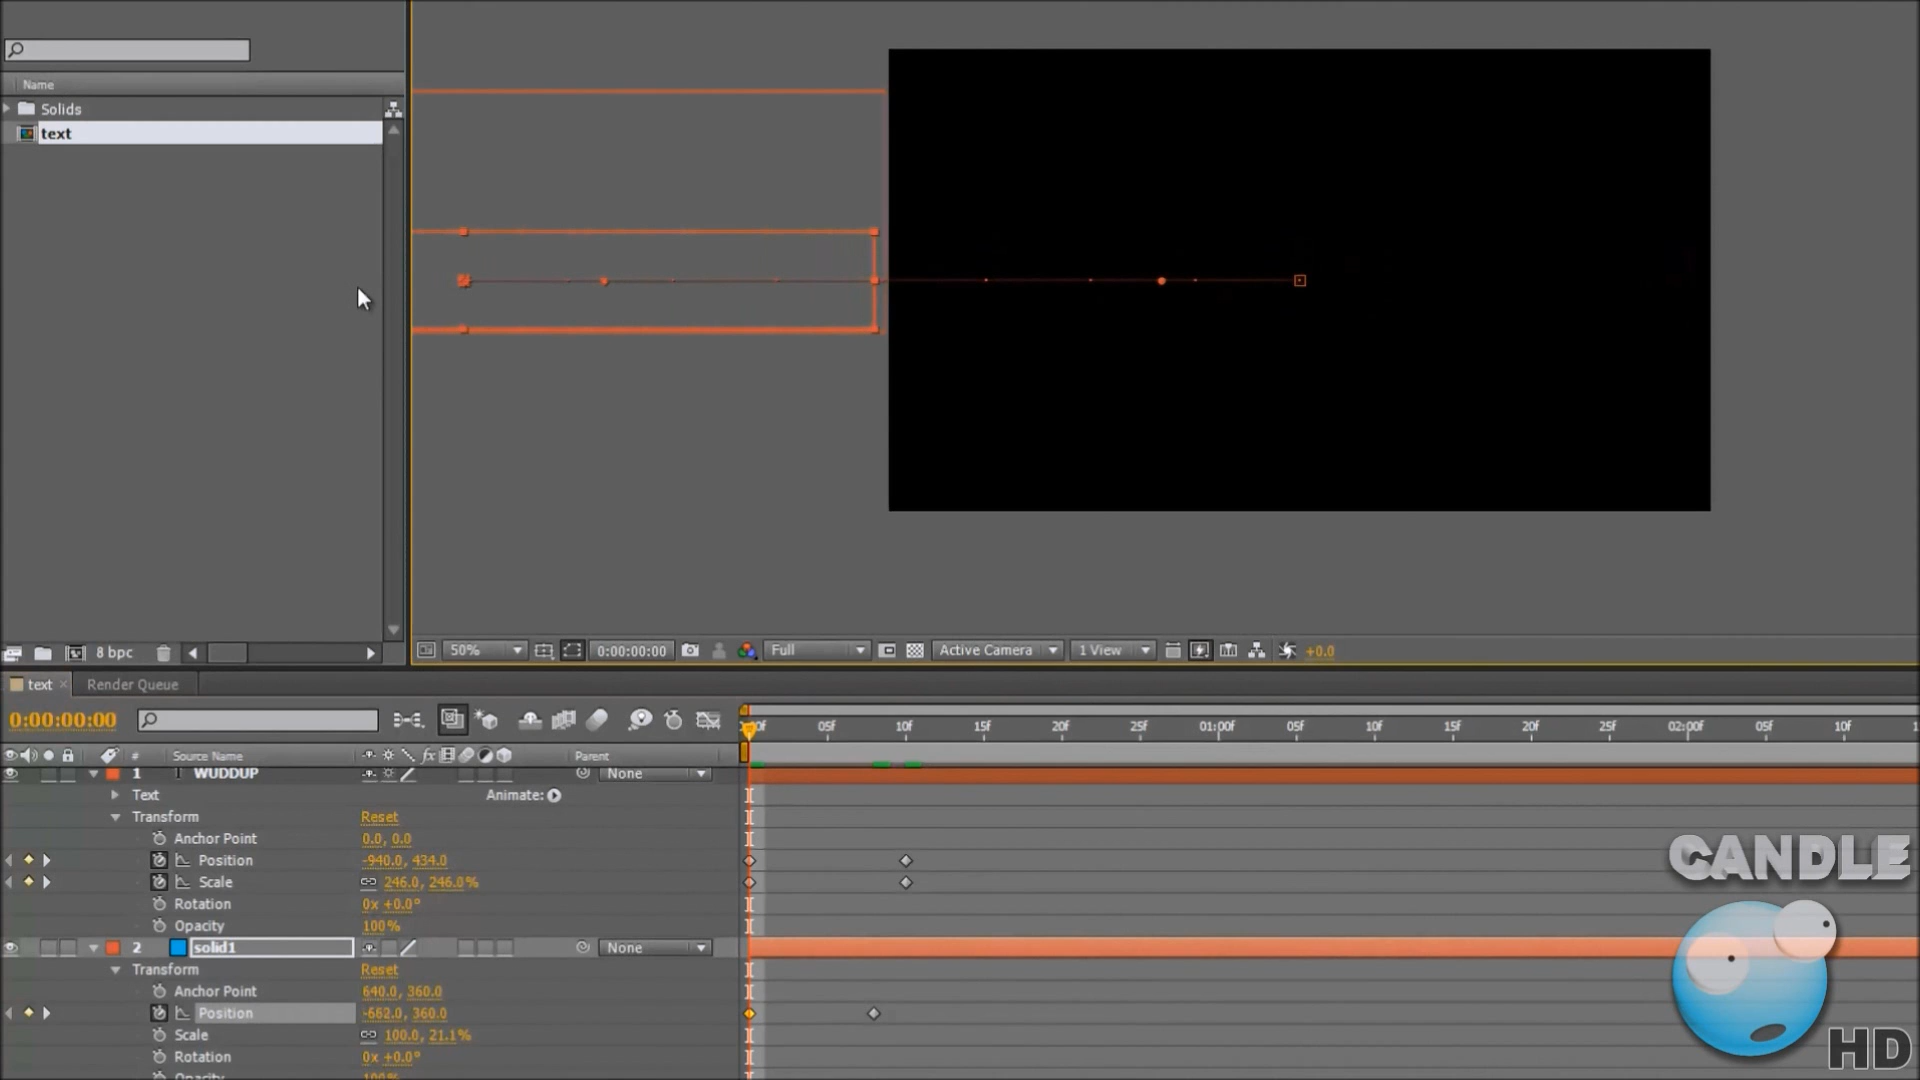 Name
Solids
text
50%
0:00:00:00
Full
Active Camera
1 View
+0.0
8 bpc
text
Render Queue
0:00:00:00
05f
10f
15f
20f
25f
01:00f
05f
10f
15f
20f
25f
02:00f
05f
10f
#
Source Name
fx
Parent
1
WUDDUP
None
Text
Animate:
Transform
Reset
Anchor Point
0.0, 0.0
Position
-940.0, 434.0
Scale
246.0, 246.0%
Rotation
0x +0.0°
Opacity
100%
2
solid1
None
Transform
Reset
Anchor Point
640.0, 360.0
Position
-662.0, 360.0
Scale
100.0, 21.1%
Rotation
0x +0.0°
CANDLE
HD